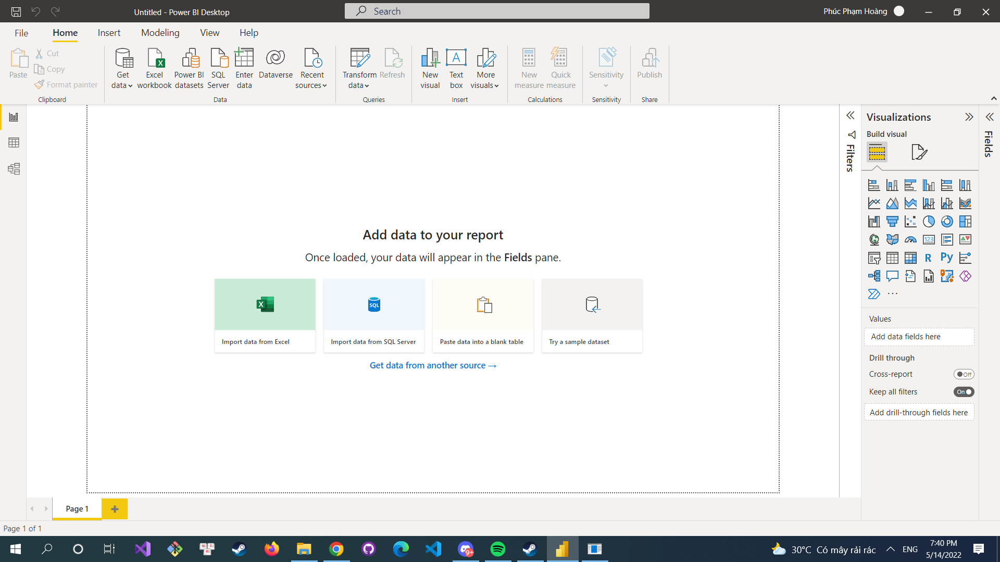 Untitled - Power BI Desktop
Search
Phúc Phạm Hoàng
File
Home
Insert
Modeling
View
Help
Paste
Cut
Copy
Format painter
Clipboard
Get data
Excel workbook
Power BI datasets
SQL Server
Enter data
Dataverse
Recent sources
Data
Transform data
Refresh
Queries
New visual
Text box
More visuals
Insert
New measure
Quick measure
Calculations
Sensitivity
Sensitivity
Publish
Share
Add data to your report
Once loaded, your data will appear in the Fields pane.
SQL
Import data from Excel
Import data from SQL Server
Paste data into a blank table
Try a sample dataset
Get data from another source →
Filters
Visualizations
Build visual
123
R
Py
Values
Add data fields here
Drill through
Cross-report
Off
Keep all filters
On
Add drill-through fields here
Fields
Page 1
Page 1 of 1
9+
30°C Có mây rải rác
ENG
7:40 PM
5/14/2022